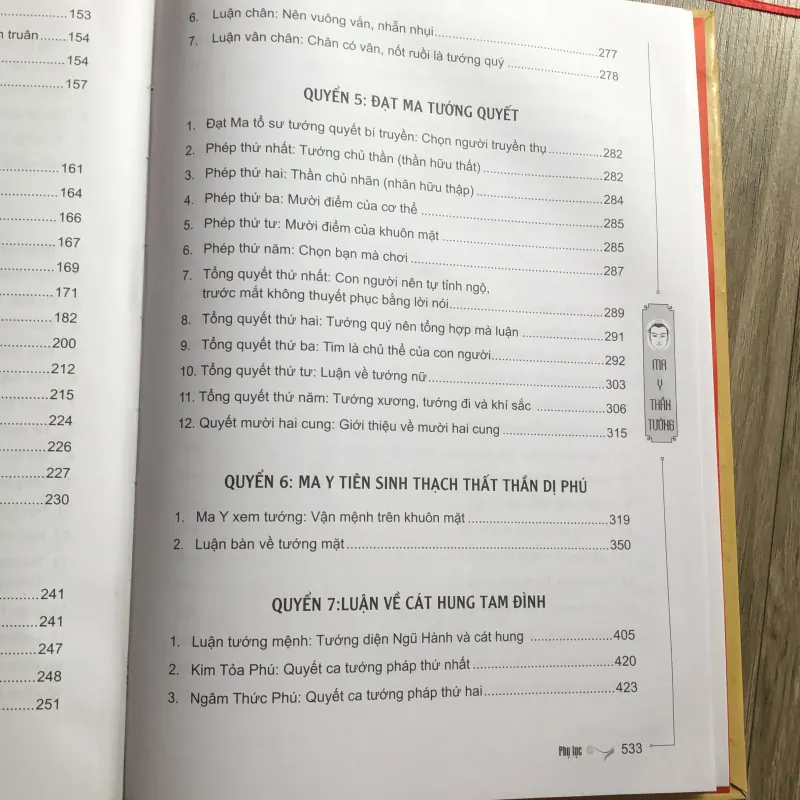 153
truân.......154
154
157
161
164
166
167
169
171
182
200
212
215
224
226
227
230
241
241
247
248
251
6. Luận chân: Nên vuông vắn, nhẵn nhụi....277
7. Luận vân chân: Chân có vân, nốt ruồi là tướng quý....278
QUYỂN 5: ĐẠT MA TƯỚNG QUYẾT
1. Đạt Ma tổ sư tướng quyết bí truyền: Chọn người truyền thụ....282
2. Phép thứ nhất: Tướng chủ thần (thần hữu thất)....282
3. Phép thứ hai: Thần chủ nhãn (nhãn hữu thập)....284
4. Phép thứ ba: Mười điểm của cơ thể....285
5. Phép thứ tư: Mười điểm của khuôn mặt....285
6. Phép thứ năm: Chọn bạn mà chơi....287
7. Tổng quyết thứ nhất: Con người nên tự tỉnh ngộ,
trước mắt không thuyết phục bằng lời nói....289
8. Tổng quyết thứ hai: Tướng quý nên tổng hợp mà luận....291
9. Tổng quyết thứ ba: Tim là chủ thể của con người....292
10. Tổng quyết thứ tư: Luận về tướng nữ....303
11. Tổng quyết thứ năm: Tướng xương, tướng đi và khí sắc....306
12. Quyết mười hai cung: Giới thiệu về mười hai cung....315
QUYỂN 6: MA Y TIÊN SINH THẠCH THẤT THẦN DỊ PHÚ
1. Ma Y xem tướng: Vận mệnh trên khuôn mặt....319
2. Luận bàn về tướng mặt....350
QUYỂN 7:LUẬN VỀ CÁT HUNG TAM ĐÌNH
1. Luận tướng mệnh: Tướng diện Ngũ Hành và cát hung....405
2. Kim Tỏa Phú: Quyết ca tướng pháp thứ nhất....420
3. Ngâm Thức Phú: Quyết ca tướng pháp thứ hai....423
MA
Y
THẦN
TƯỚNG
Phụ lục 533